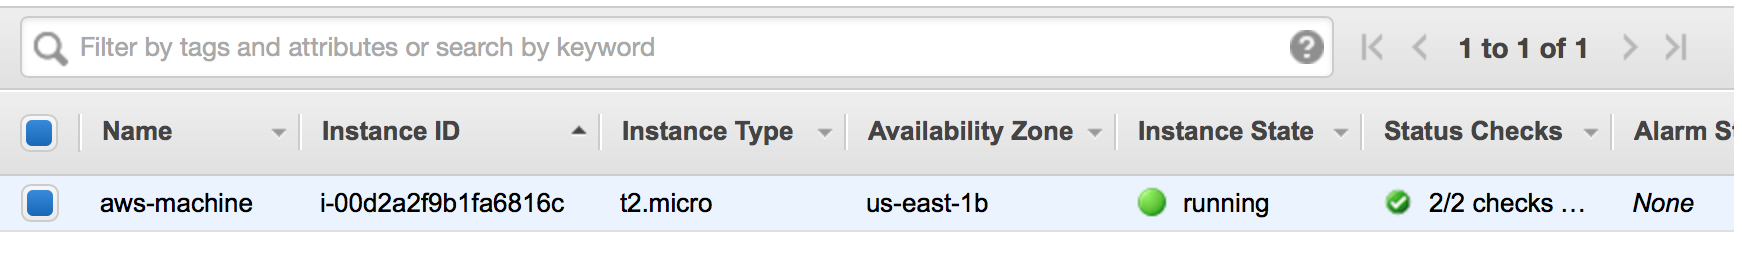 Filter by tags and attributes or search by keyword ? 1 to 1 of 1
Name Instance ID Instance Type Availability Zone Instance State Status Checks Alarm St
aws-machine i-00d2a2f9b1fa6816c t2.micro us-east-1b running 2/2 checks ... None